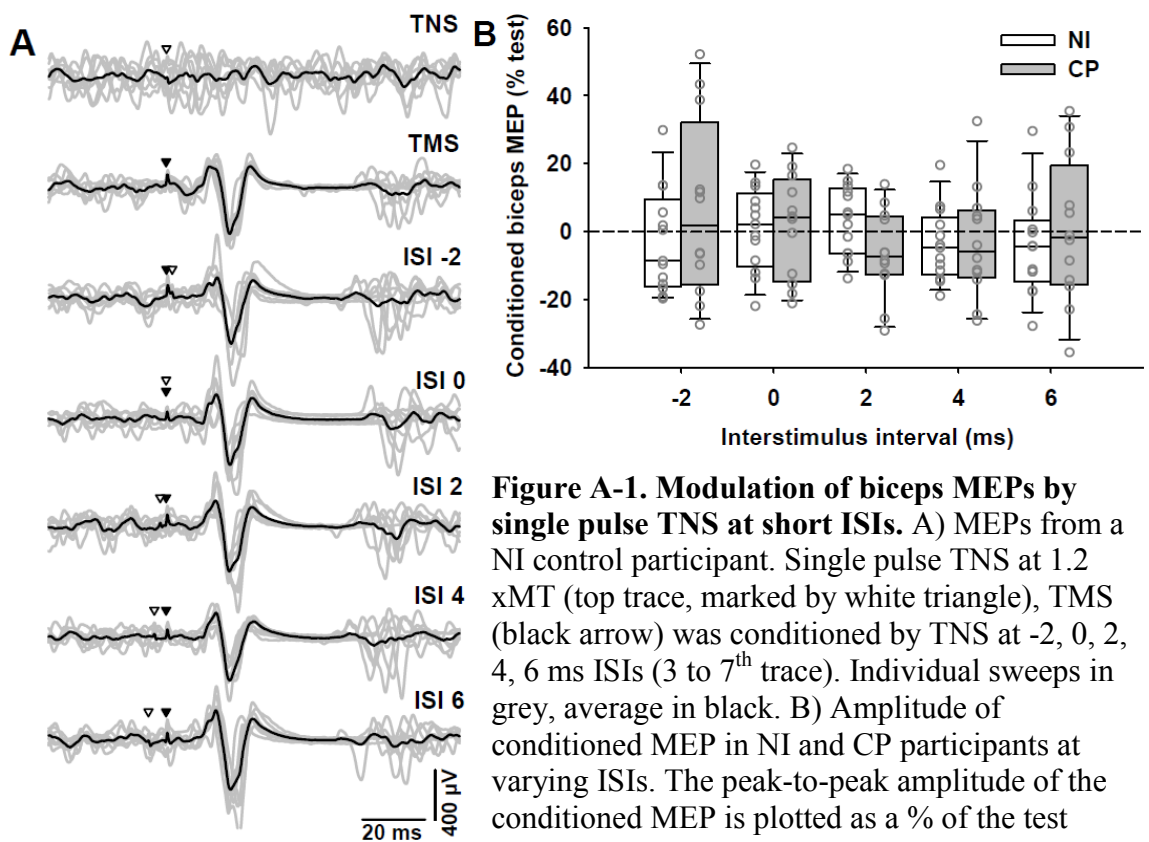 A
TNS
TMS
ISI -2
ISI 0
ISI 2
ISI 4
ISI 6
20 ms
400 µV
B
Conditioned biceps MEP (% test)
60
40
20
0
-20
-40
NI
CP
-2 0 2 4 6
Interstimulus interval (ms)
Figure A-1. Modulation of biceps MEPs by
single pulse TNS at short ISIs. A) MEPs from a
NI control participant. Single pulse TNS at 1.2
xMT (top trace, marked by white triangle), TMS
(black arrow) was conditioned by TNS at -2, 0, 2,
4, 6 ms ISIs (3 to 7th trace). Individual sweeps in
grey, average in black. B) Amplitude of
conditioned MEP in NI and CP participants at
varying ISIs. The peak-to-peak amplitude of the
conditioned MEP is plotted as a % of the test